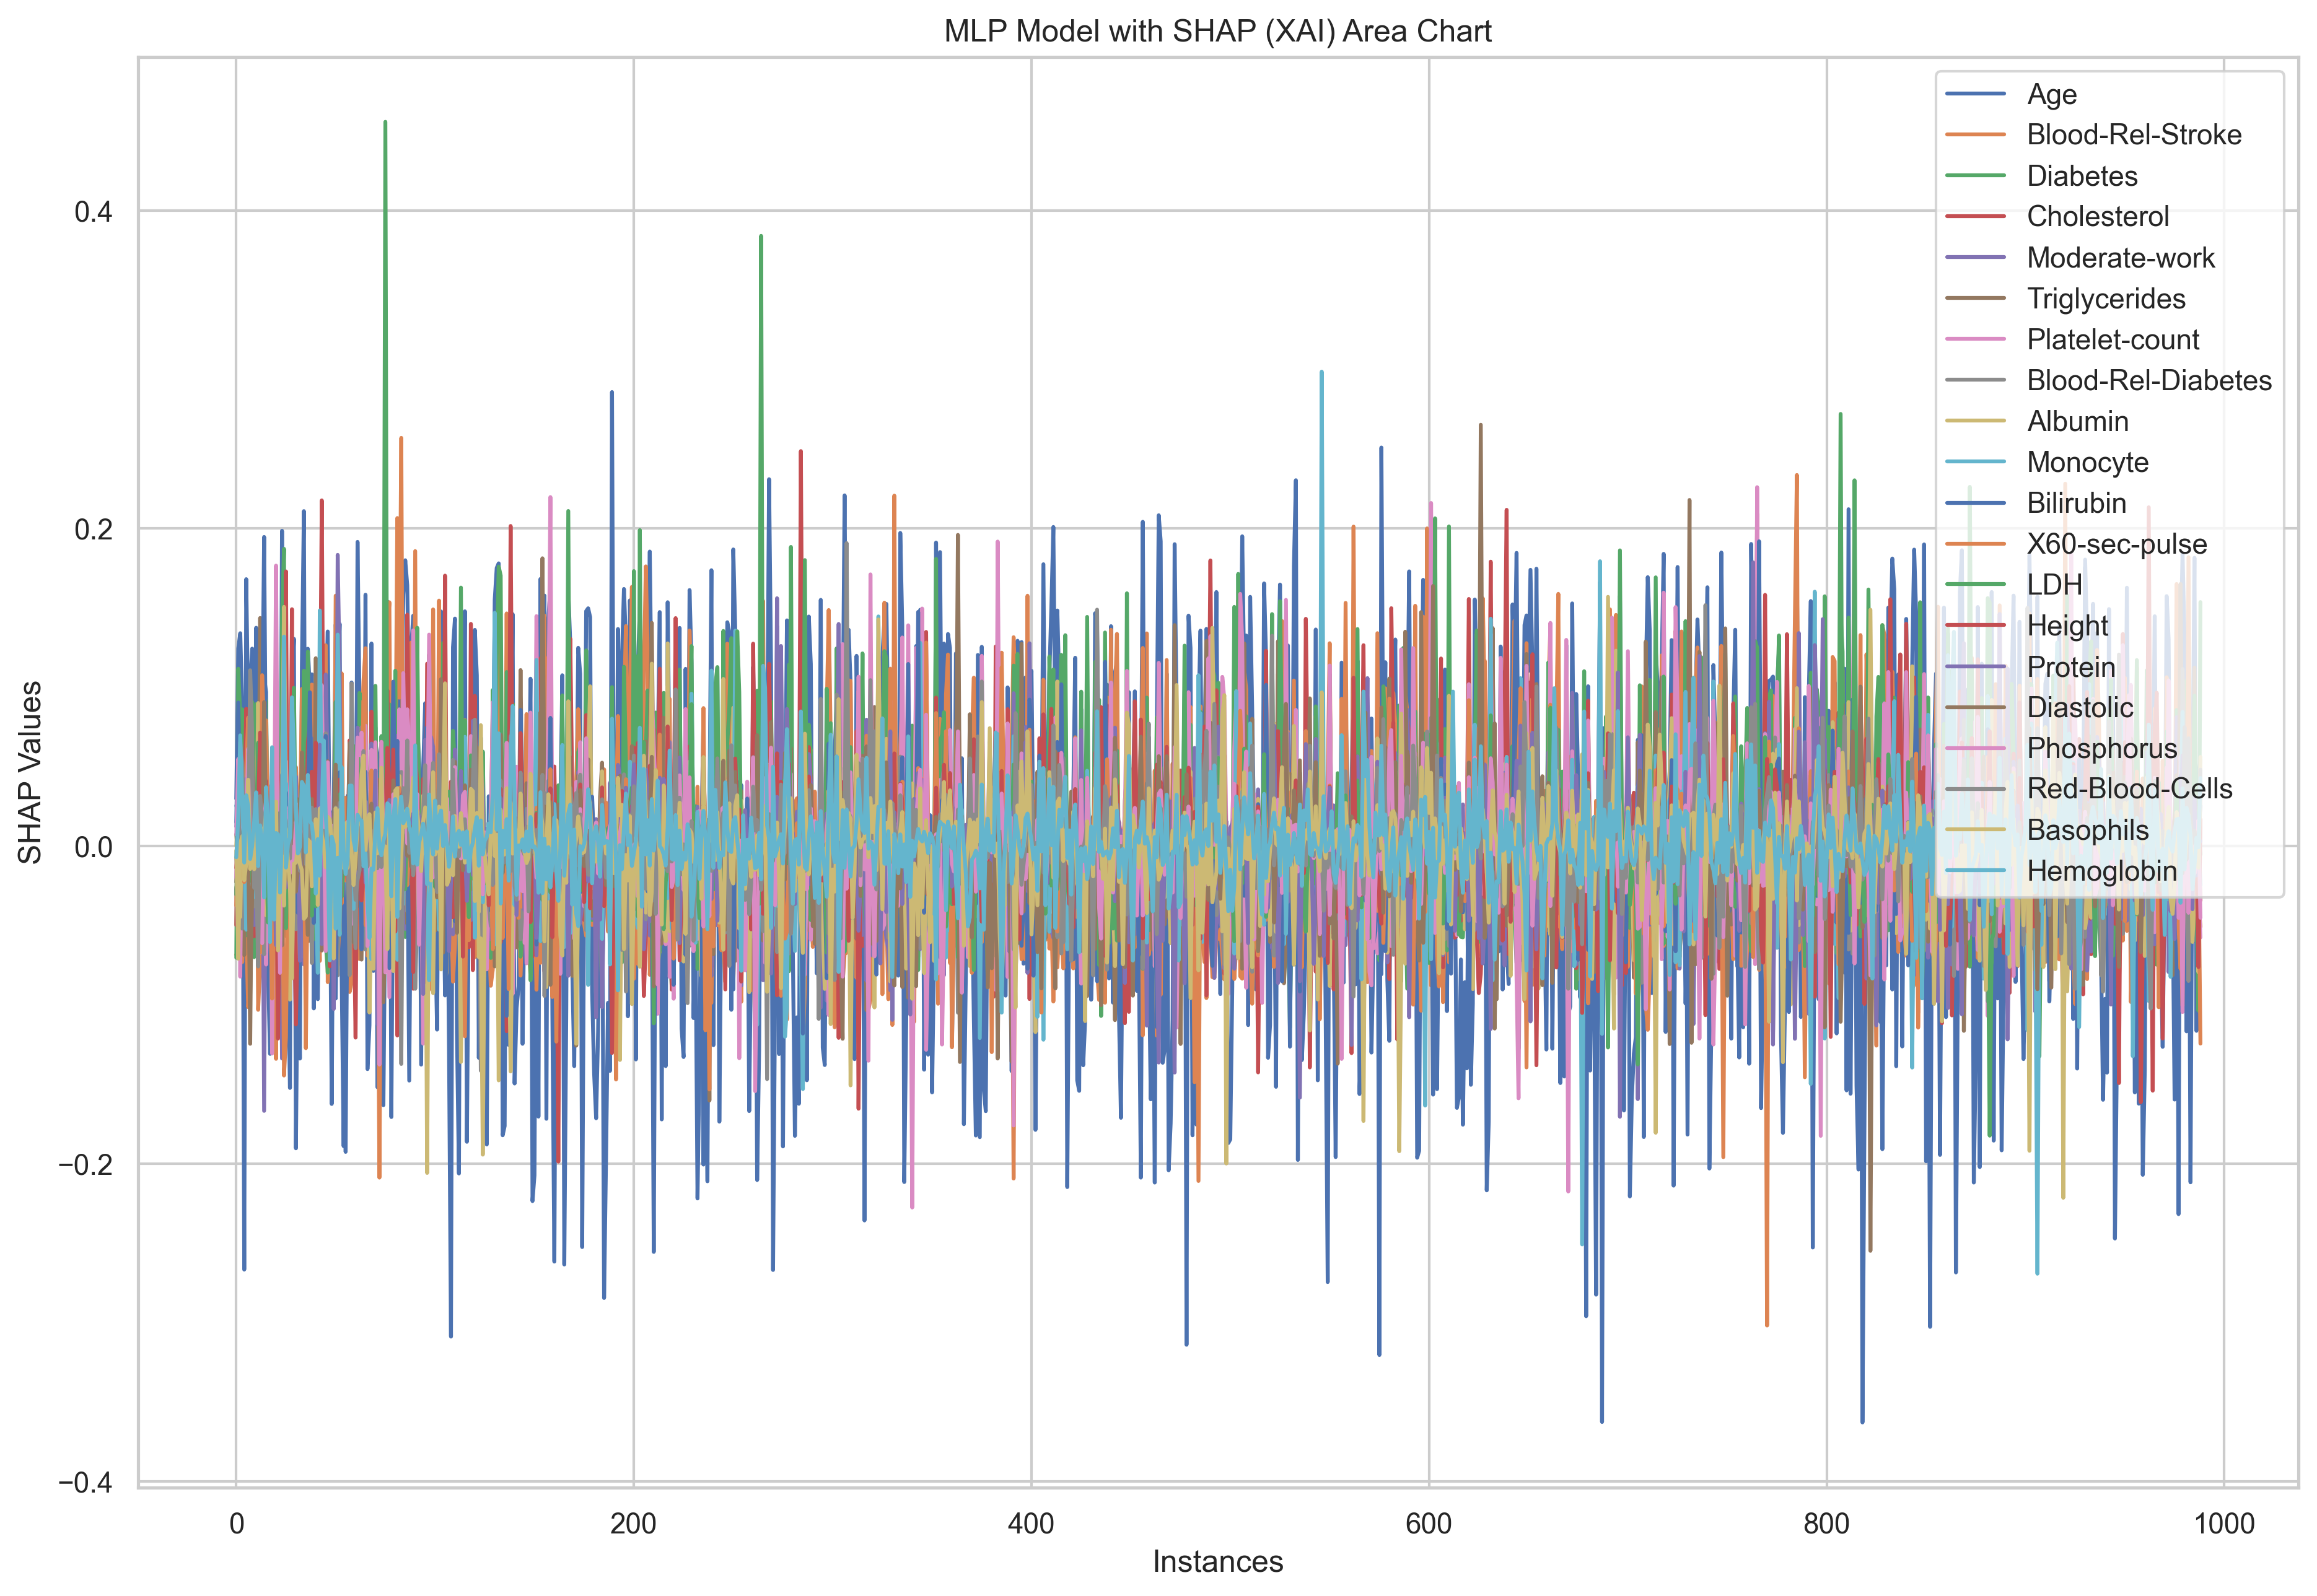 MLP Model with SHAP (XAI) Area Chart
Age
Blood-Rel-Stroke
Diabetes
Cholesterol
Moderate-work
Triglycerides
Platelet-count
Blood-Rel-Diabetes
Albumin
Monocyte
Bilirubin
X60-sec-pulse
LDH
Height
Protein
Diastolic
Phosphorus
Red-Blood-Cells
Basophils
Hemoglobin
SHAP Values
0.4
0.2
0.0
−0.2
−0.4
0 200 400 600 800 1000
Instances